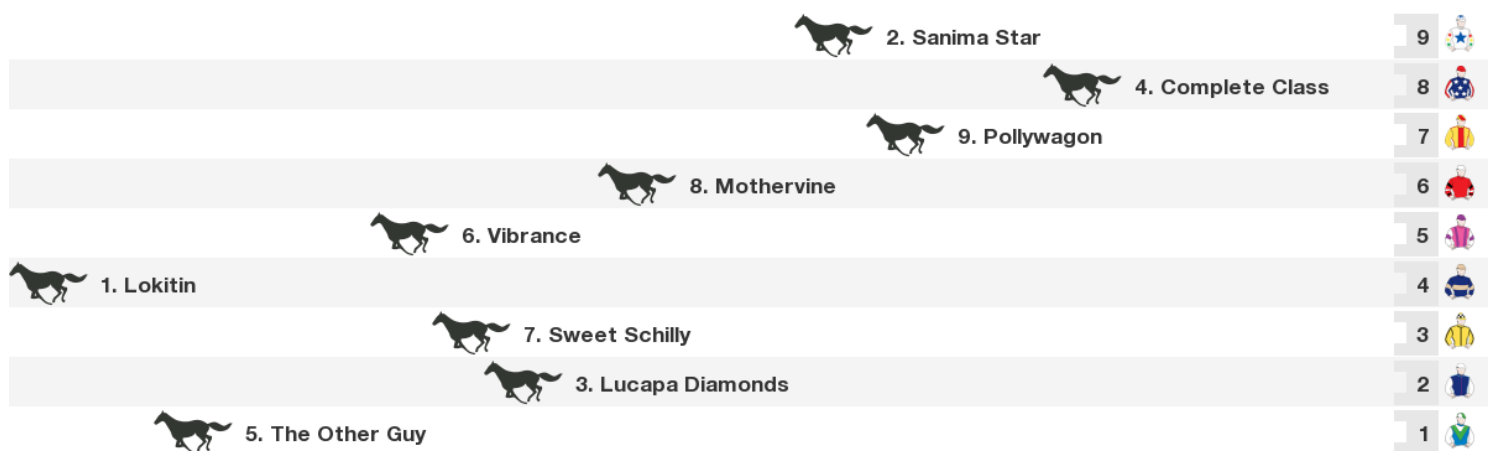 2. Sanima Star 9
4. Complete Class 8
9. Pollywagon 7
8. Mothervine 6
6. Vibrance 5
1. Lokitin 4
7. Sweet Schilly 3
3. Lucapa Diamonds 2
5. The Other Guy 1